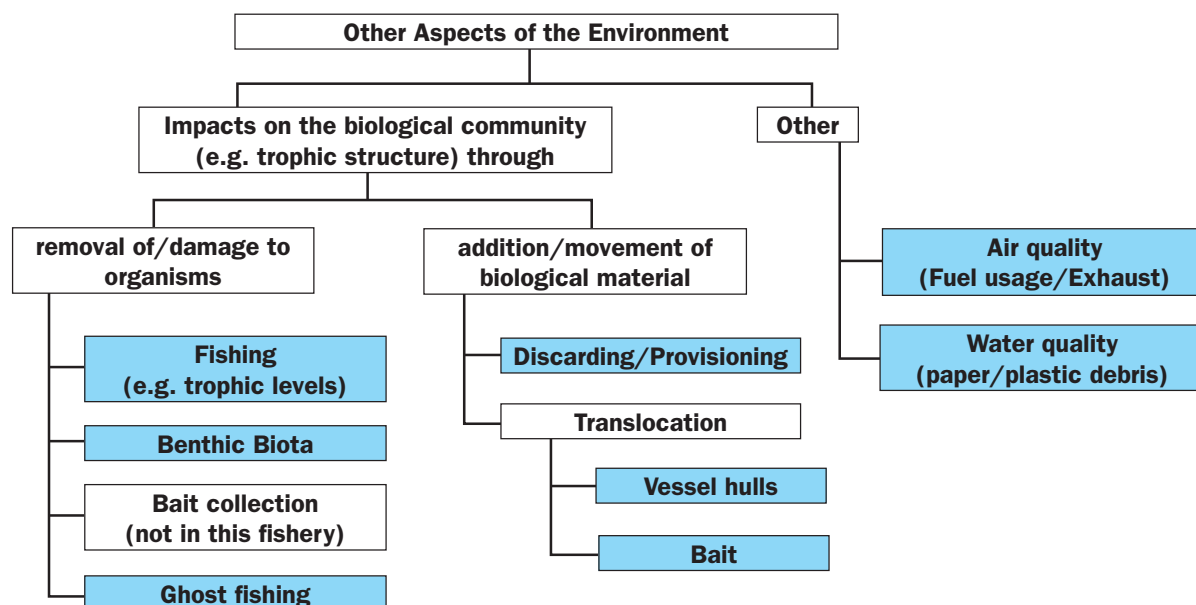 Other Aspects of the Environment
Impacts on the biological community
(e.g. trophic structure) through
Other
removal of/damage to
organisms
addition/movement of
biological material
Air quality
(Fuel usage/Exhaust)
Water quality
(paper/plastic debris)
Fishing
(e.g. trophic levels)
Benthic Biota
Bait collection
(not in this fishery)
Ghost fishing
Discarding/Provisioning
Translocation
Vessel hulls
Bait